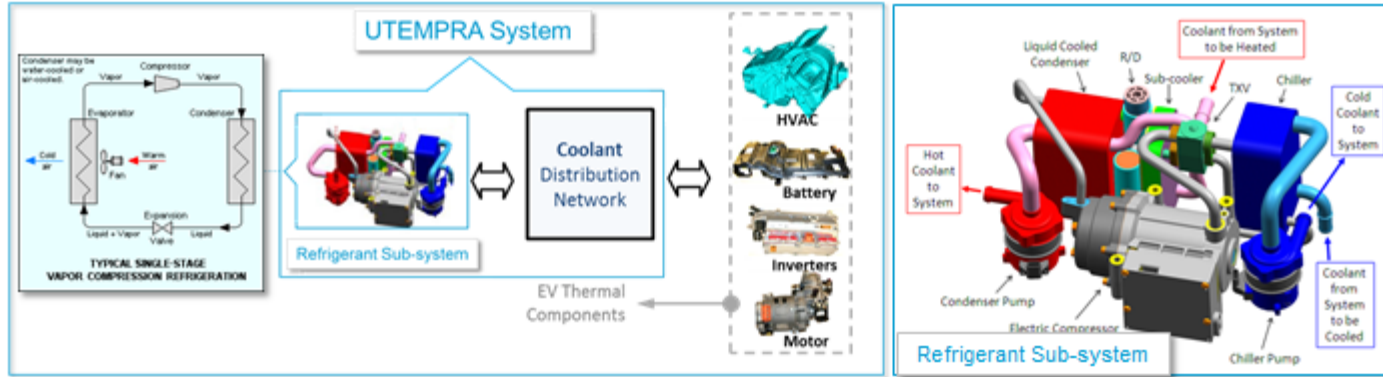 UTEMPRA System
Condenser may be
water-cooled or
air-cooled.
Compressor
Vapor
Vapor
Evaporator
Condenser
Cold
air
Warm
air
Fan
Expansion
Valve
Liquid + Vapor
Liquid
TYPICAL SINGLE-STAGE
VAPOR COMPRESSION REFRIGERATION
Refrigerant Sub-system
Coolant
Distribution
Network
EV Thermal
Components
HVAC
Battery
Inverters
Motor
Liquid Cooled
Condenser
R/D
Sub-cooler
Coolant from System
to be Heated
TXV
Chiller
Cold
Coolant
to
System
Hot
Coolant
to
System
Condenser Pump
Electric Compressor
Chiller Pump
Coolant
from
System
to be
Cooled
Refrigerant Sub-system